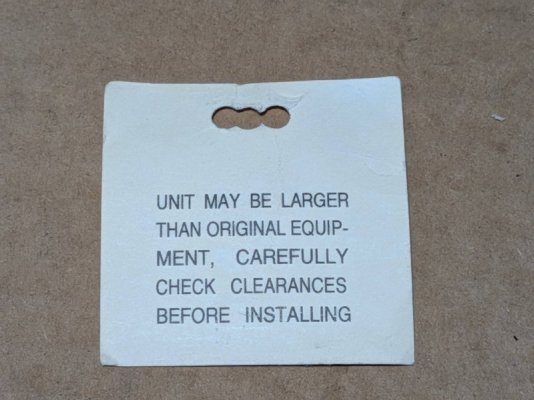 UNIT MAY BE LARGER
THAN ORIGINAL EQUIP-
MENT, CAREFULLY
CHECK CLEARANCES
BEFORE INSTALLING